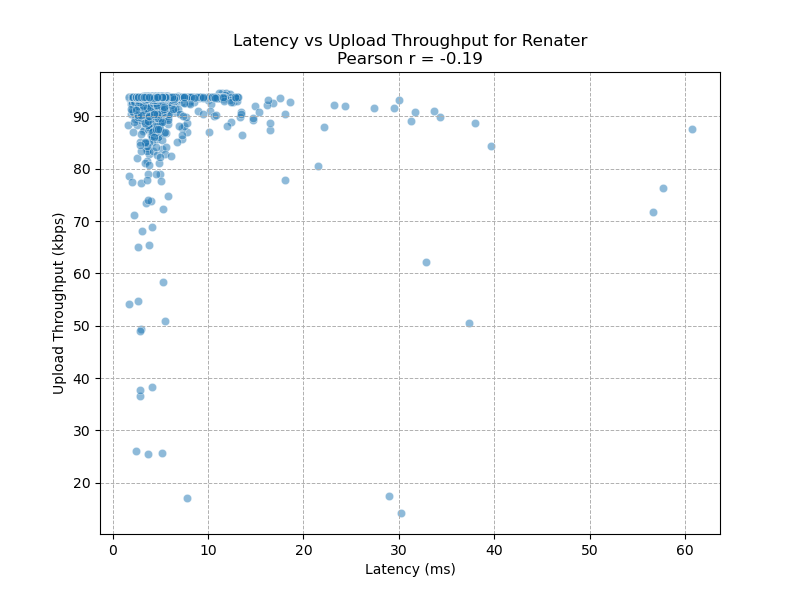 Latency vs Upload Throughput for Renater
Pearson r = -0.19
Upload Throughput (kbps)
90
80
70
60
50
40
30
20
0 10 20 30 40 50 60
Latency (ms)